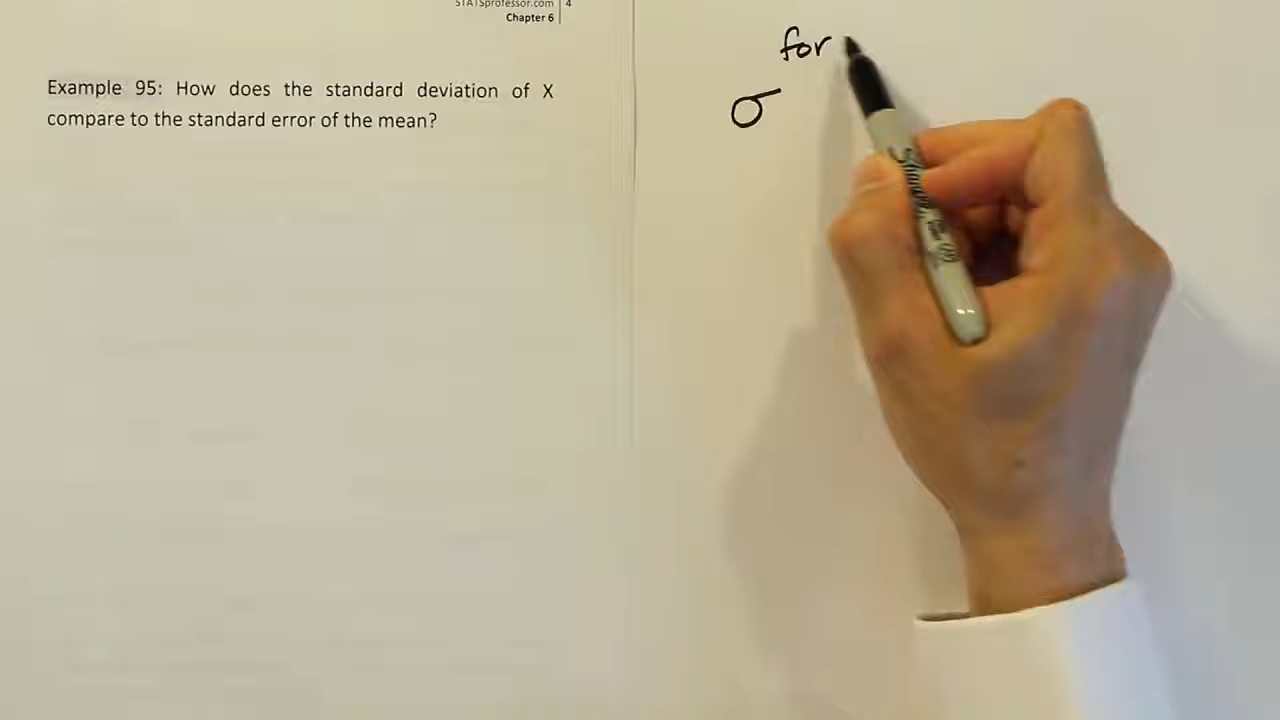 STATSprofessor.com | 4
Chapter 6
Example 95: How does the standard deviation of X
compare to the standard error of the mean?
for
σ